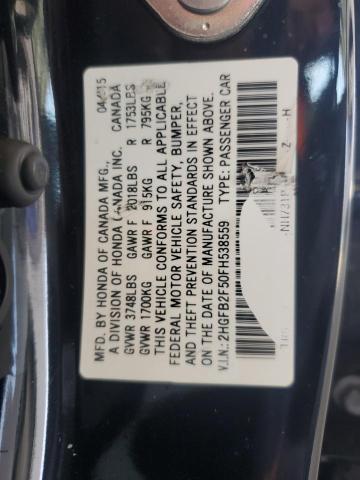 MFD. BY HONDA OF CANADA MFG., 04/15
A DIVISION OF HONDA CANADA INC. CANADA
GVWR 3748LBS GAWR F 2018LBS R 1753LBS
GVWR 1700KG GAWR F 915KG R 795KG
THIS VEHICLE CONFORMS TO ALL APPLICABLE
FEDERAL MOTOR VEHICLE SAFETY, BUMPER,
AND THEFT PREVENTION STANDARDS IN EFFECT
ON THE DATE OF MANUFACTURE SHOWN ABOVE.
V.I.N.: 2HGFB2F50FH538559 TYPE: PASSENGER CAR